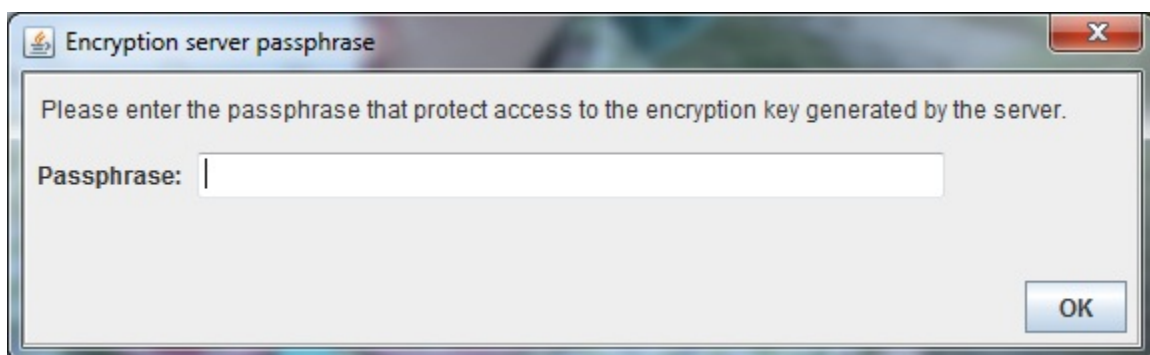 Encryption server passphrase
Please enter the passphrase that protect access to the encryption key generated by the server.
Passphrase:
OK